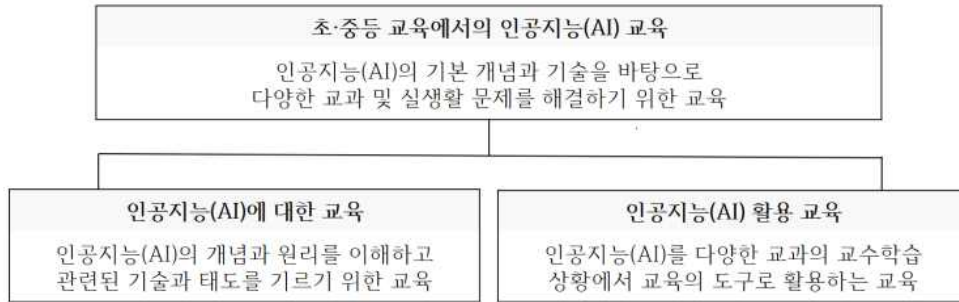 초·중등 교육에서의 인공지능(AI) 교육
인공지능(AI)의 기본 개념과 기술을 바탕으로
다양한 교과 및 실생활 문제를 해결하기 위한 교육
인공지능(AI)에 대한 교육
인공지능(AI)의 개념과 원리를 이해하고
관련된 기술과 태도를 기르기 위한 교육
인공지능(AI) 활용 교육
인공지능(AI)를 다양한 교과의 교수학습
상황에서 교육의 도구로 활용하는 교육